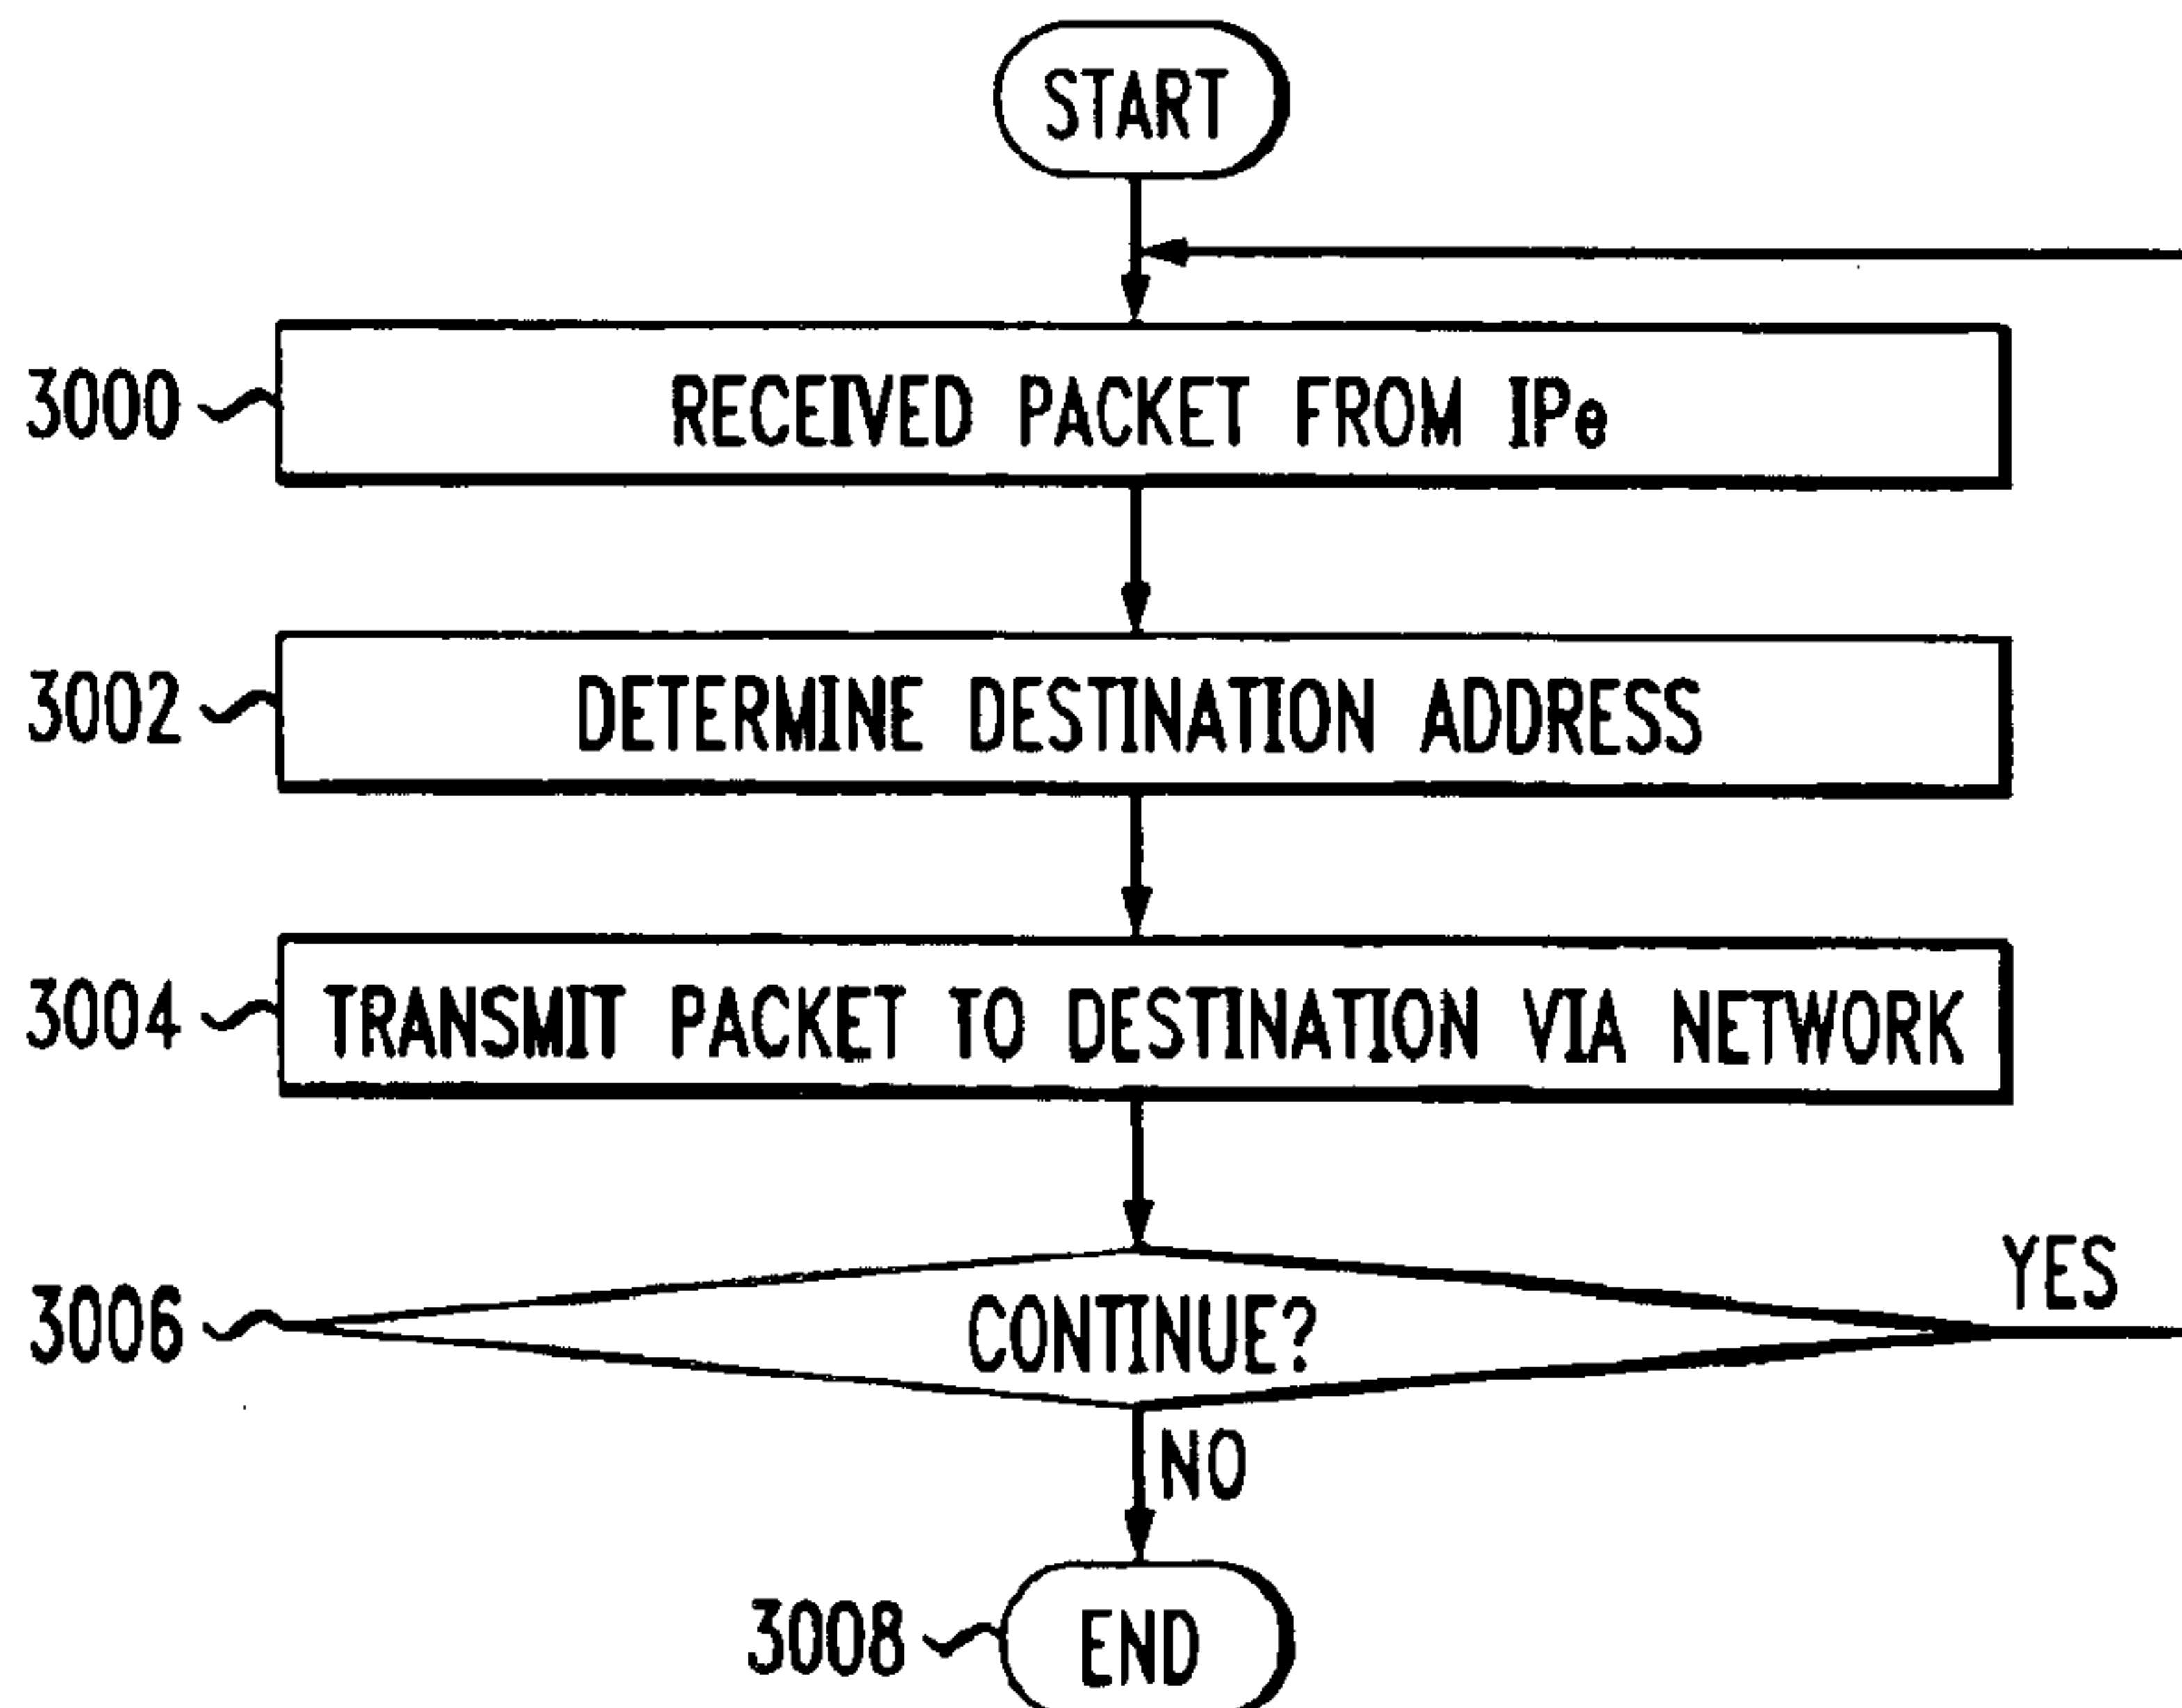 START
3000 RECEIVED PACKET FROM IPe
3002 DETERMINE DESTINATION ADDRESS
3004 TRANSMIT PACKET TO DESTINATION VIA NETWORK
YES
3006 CONTINUE?
NO
3008 END